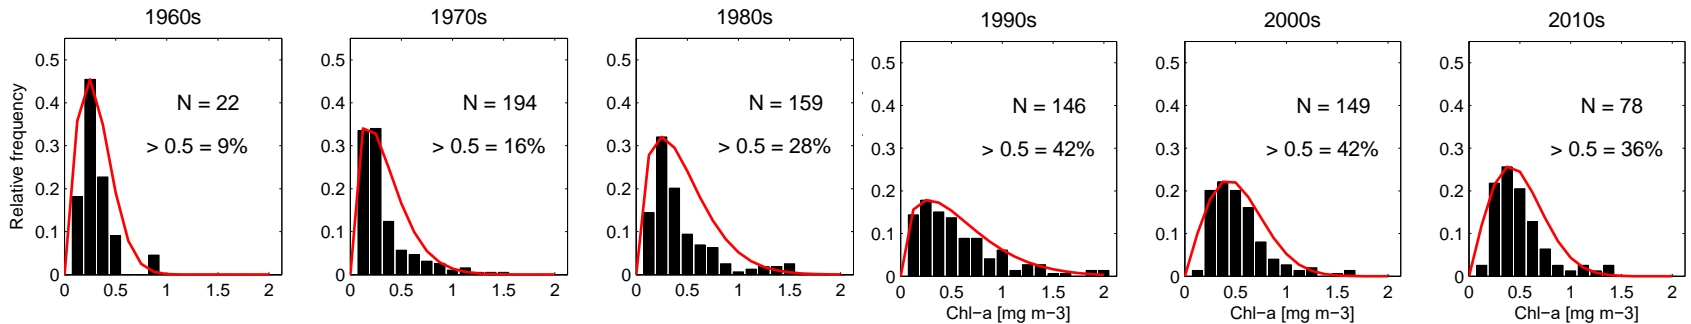 1960s
0.5
0.4
0.3
0.2
0.1
0
Relative frequency
N = 22
> 0.5 = 9%
0 0.5 1 1.5 2
1970s
0.5
0.4
0.3
0.2
0.1
0
N = 194
> 0.5 = 16%
0 0.5 1 1.5 2
1980s
0.5
0.4
0.3
0.2
0.1
0
N = 159
> 0.5 = 28%
0 0.5 1 1.5 2
1990s
0.5
0.4
0.3
0.2
0.1
0
N = 146
> 0.5 = 42%
0 0.5 1 1.5 2
Chl−a [mg m−3]
2000s
0.5
0.4
0.3
0.2
0.1
0
N = 149
> 0.5 = 42%
0 0.5 1 1.5 2
Chl−a [mg m−3]
2010s
0.5
0.4
0.3
0.2
0.1
0
N = 78
> 0.5 = 36%
0 0.5 1 1.5 2
Chl−a [mg m−3]